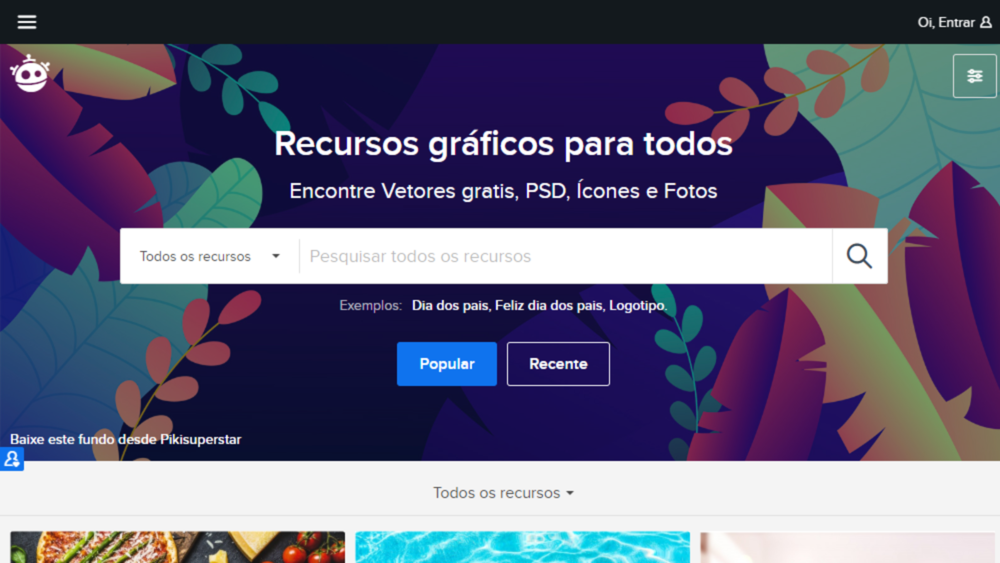 Oi, Entrar
Recursos gráficos para todos
Encontre Vetores gratis, PSD, Ícones e Fotos
Todos os recursos
Pesquisar todos os recursos
Exemplos: Dia dos pais, Feliz dia dos pais, Logotipo,
Popular
Recente
Baixe este fundo desde Pikisuperstar
Todos os recursos